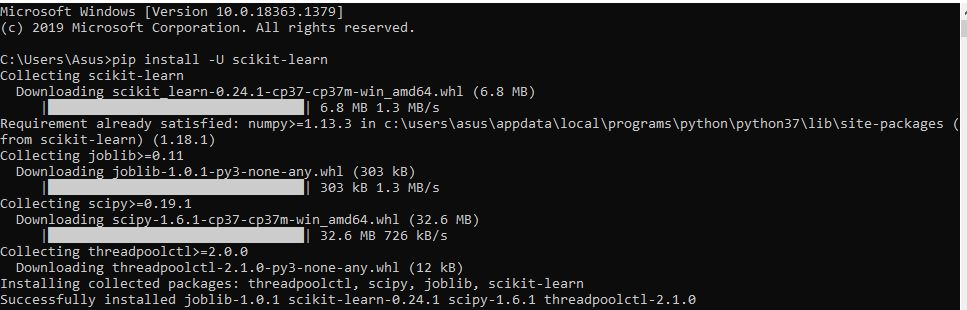 Microsoft Windows [Version 10.0.18363.1379]
(c) 2019 Microsoft Corporation. All rights reserved.
C:\Users\Asus>pip install -U scikit-learn
Collecting scikit-learn
  Downloading scikit_learn-0.24.1-cp37-cp37m-win_amd64.whl (6.8 MB)
     |████████████████████████████████| 6.8 MB 1.3 MB/s
Requirement already satisfied: numpy>=1.13.3 in c:\users\asus\appdata\local\programs\python\python37\lib\site-packages (
from scikit-learn) (1.18.1)
Collecting joblib>=0.11
  Downloading joblib-1.0.1-py3-none-any.whl (303 kB)
     |████████████████████████████████| 303 kB 1.3 MB/s
Collecting scipy>=0.19.1
  Downloading scipy-1.6.1-cp37-cp37m-win_amd64.whl (32.6 MB)
     |████████████████████████████████| 32.6 MB 726 kB/s
Collecting threadpoolctl>=2.0.0
  Downloading threadpoolctl-2.1.0-py3-none-any.whl (12 kB)
Installing collected packages: threadpoolctl, scipy, joblib, scikit-learn
Successfully installed joblib-1.0.1 scikit-learn-0.24.1 scipy-1.6.1 threadpoolctl-2.1.0